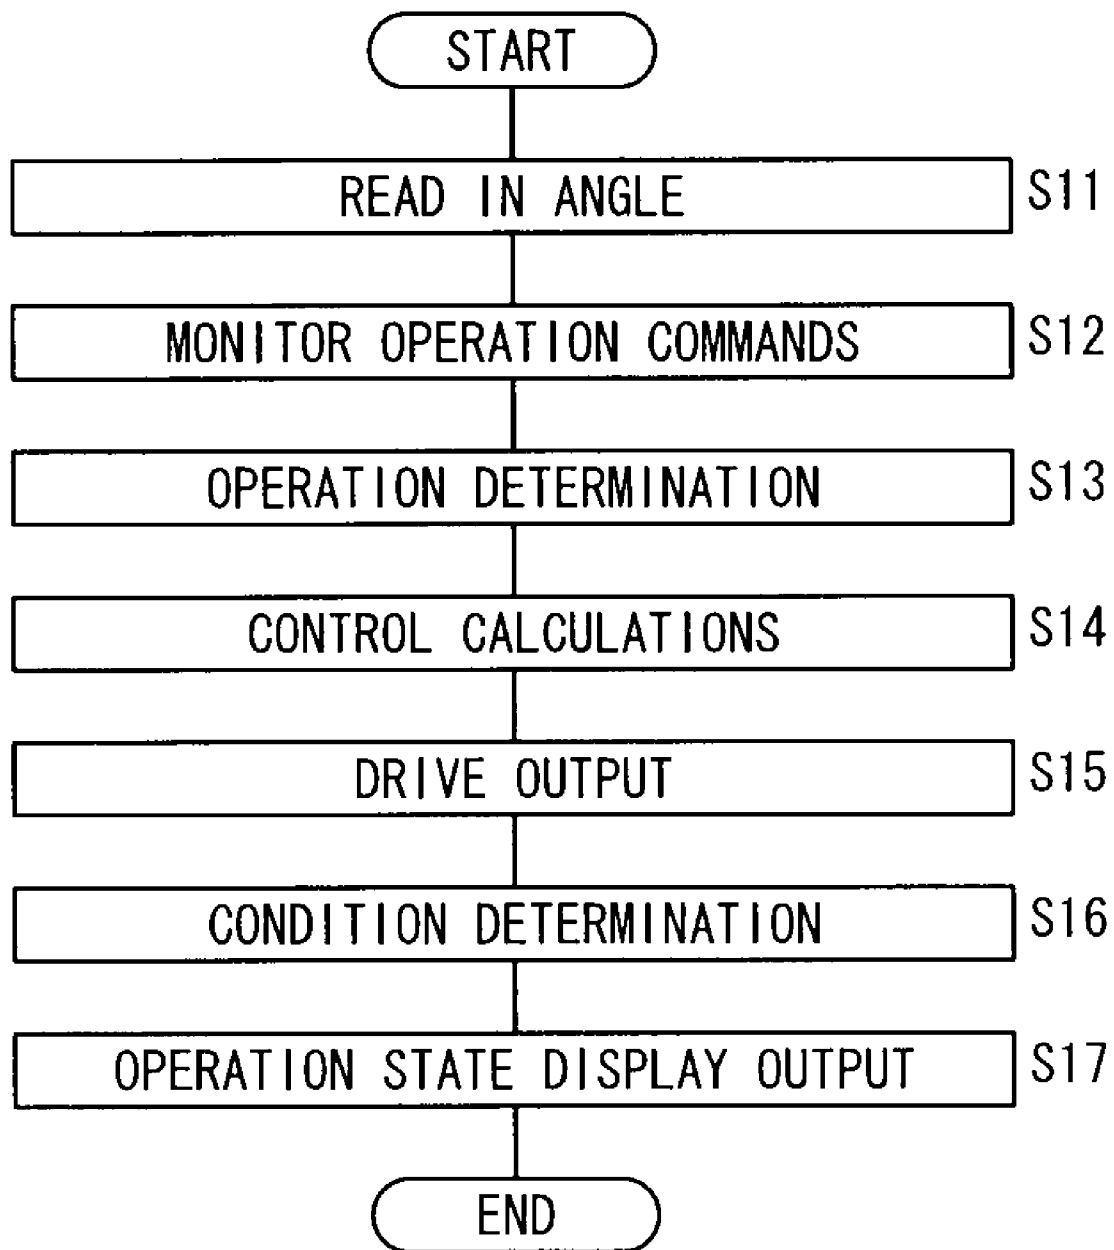 START
READ IN ANGLE S11
MONITOR OPERATION COMMANDS S12
OPERATION DETERMINATION S13
CONTROL CALCULATIONS S14
DRIVE OUTPUT S15
CONDITION DETERMINATION S16
OPERATION STATE DISPLAY OUTPUT S17
END